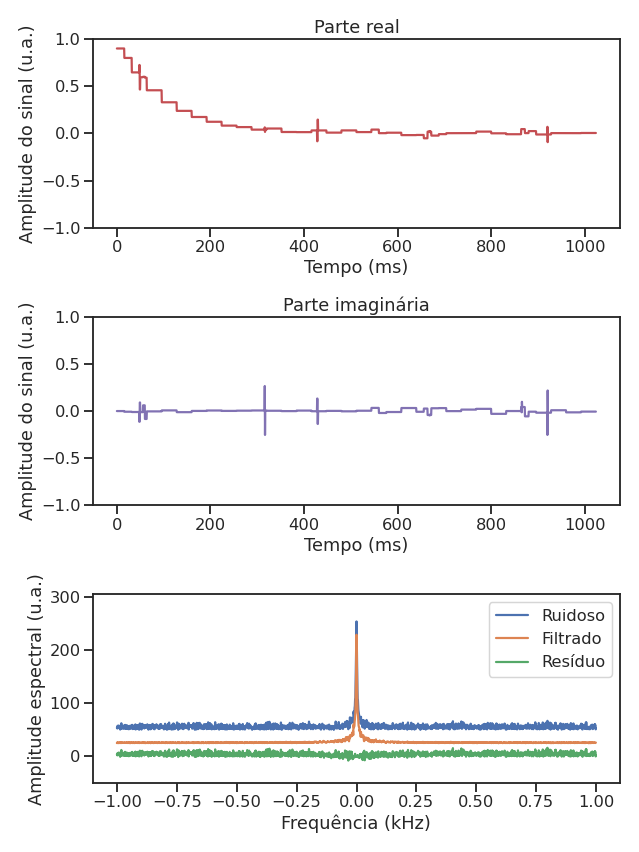 Parte real
Amplitude do sinal (u.a.)
1.0
0.5
0.0
−0.5
−1.0
0 200 400 600 800 1000
Tempo (ms)
Parte imaginária
Amplitude do sinal (u.a.)
1.0
0.5
0.0
−0.5
−1.0
0 200 400 600 800 1000
Tempo (ms)
Amplitude espectral (u.a.)
300
200
100
0
Ruidoso
Filtrado
Resíduo
−1.00 −0.75 −0.50 −0.25 0.00 0.25 0.50 0.75 1.00
Frequência (kHz)